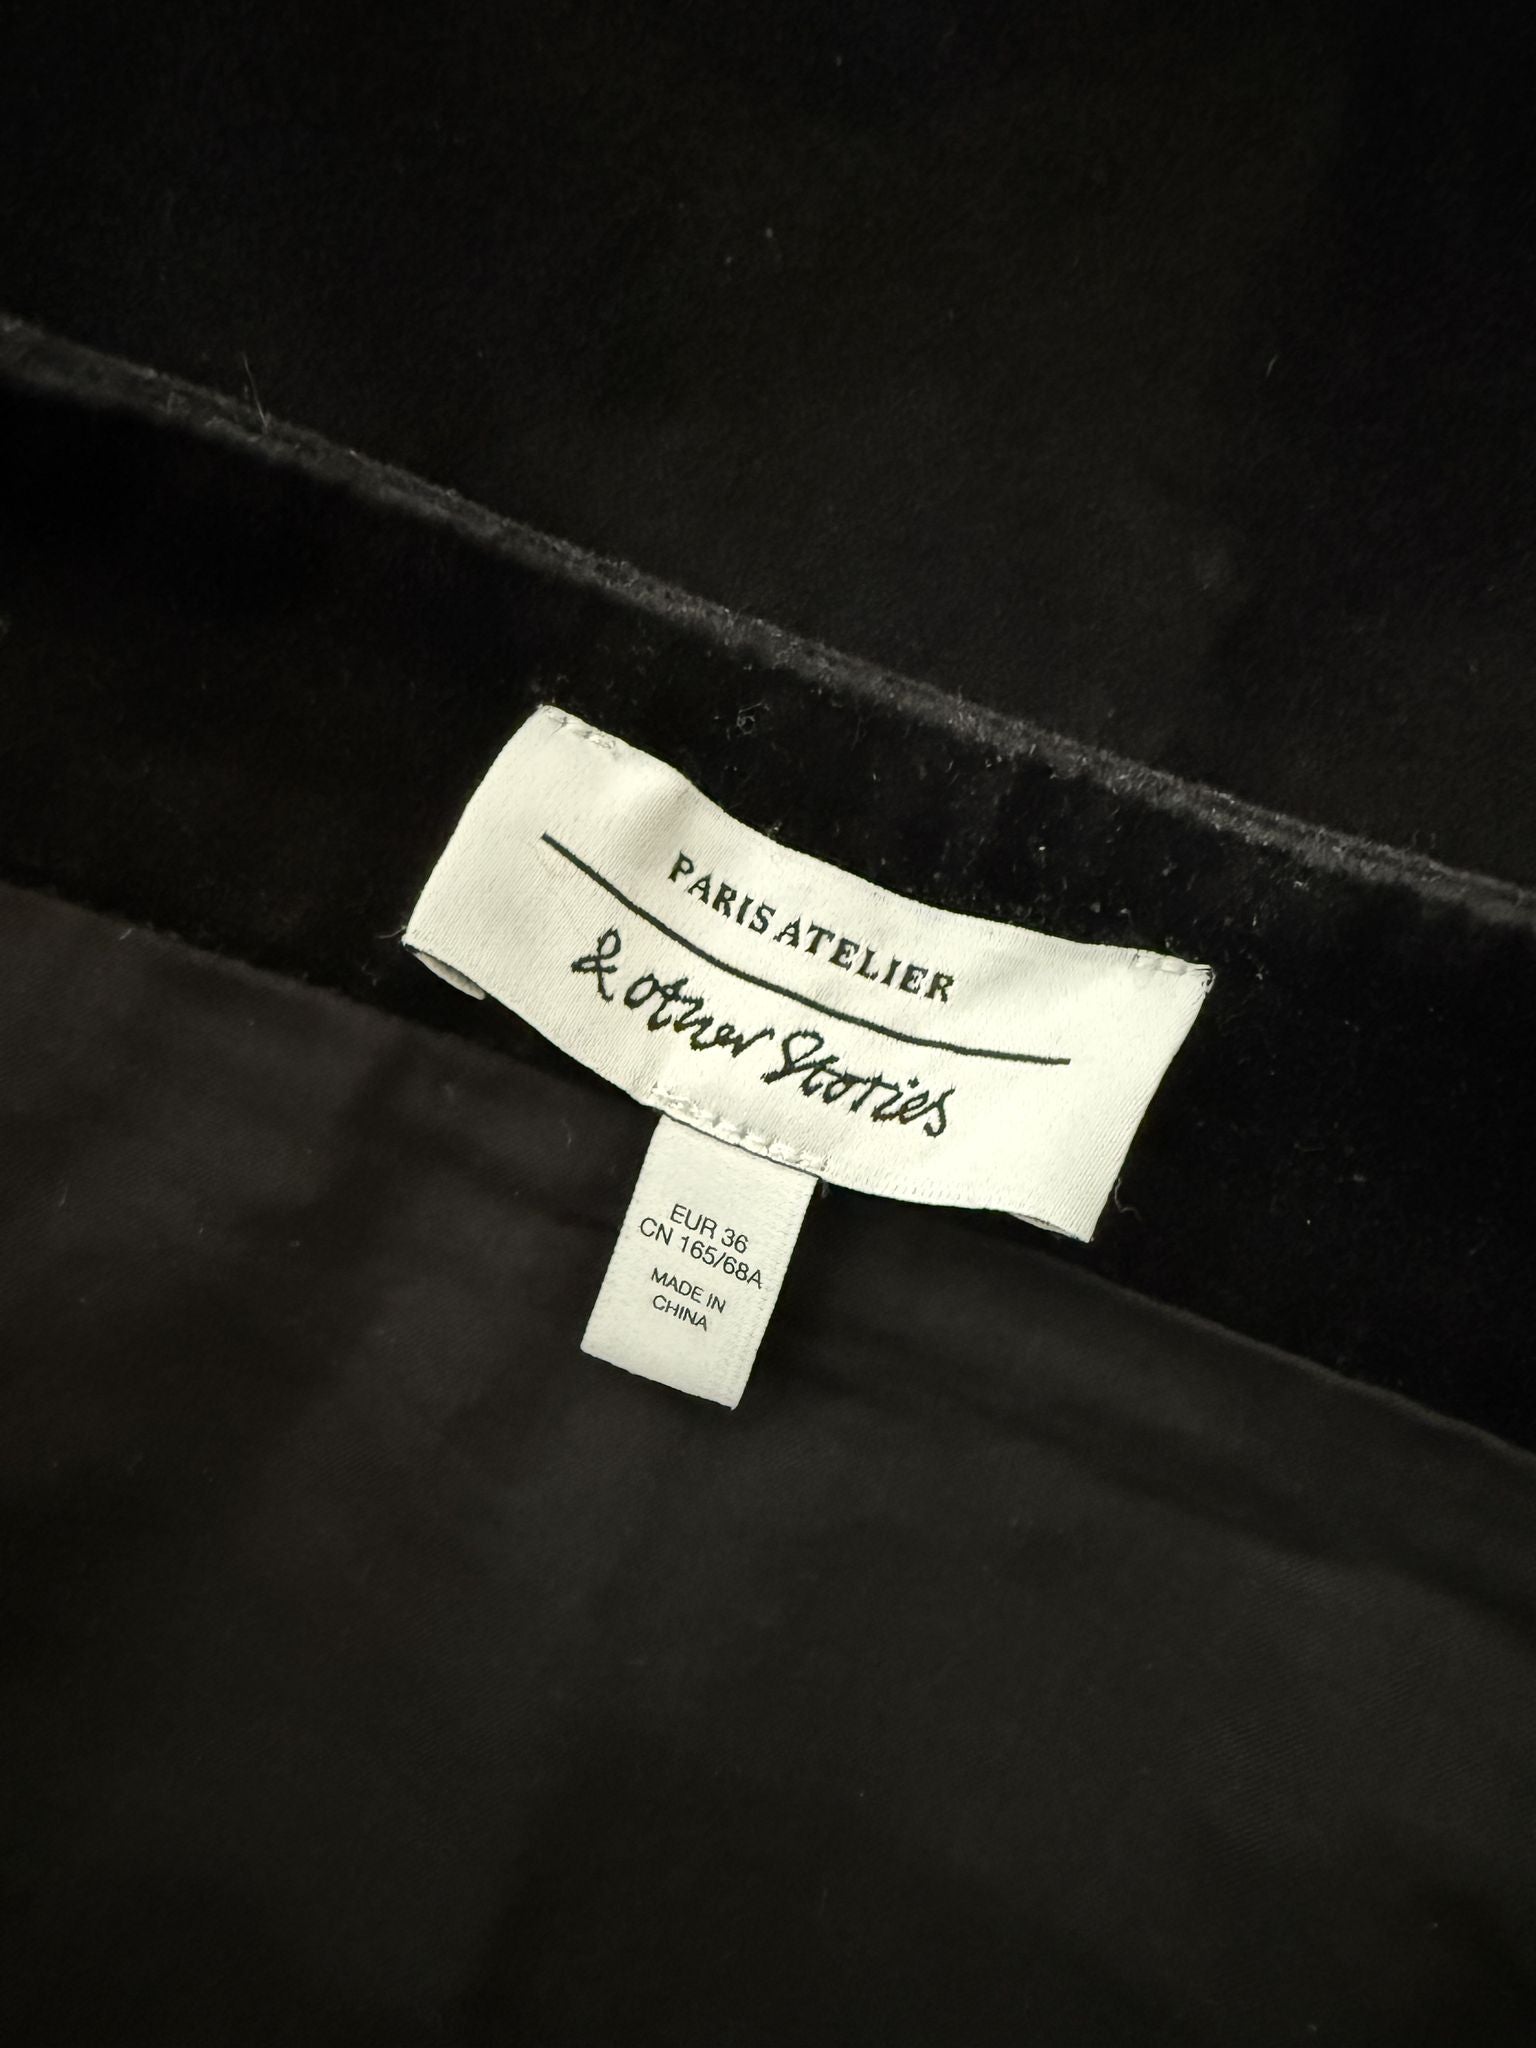 PARIS ATELIER
& other Stories
EUR 36
CN 165/68A
MADE IN
CHINA